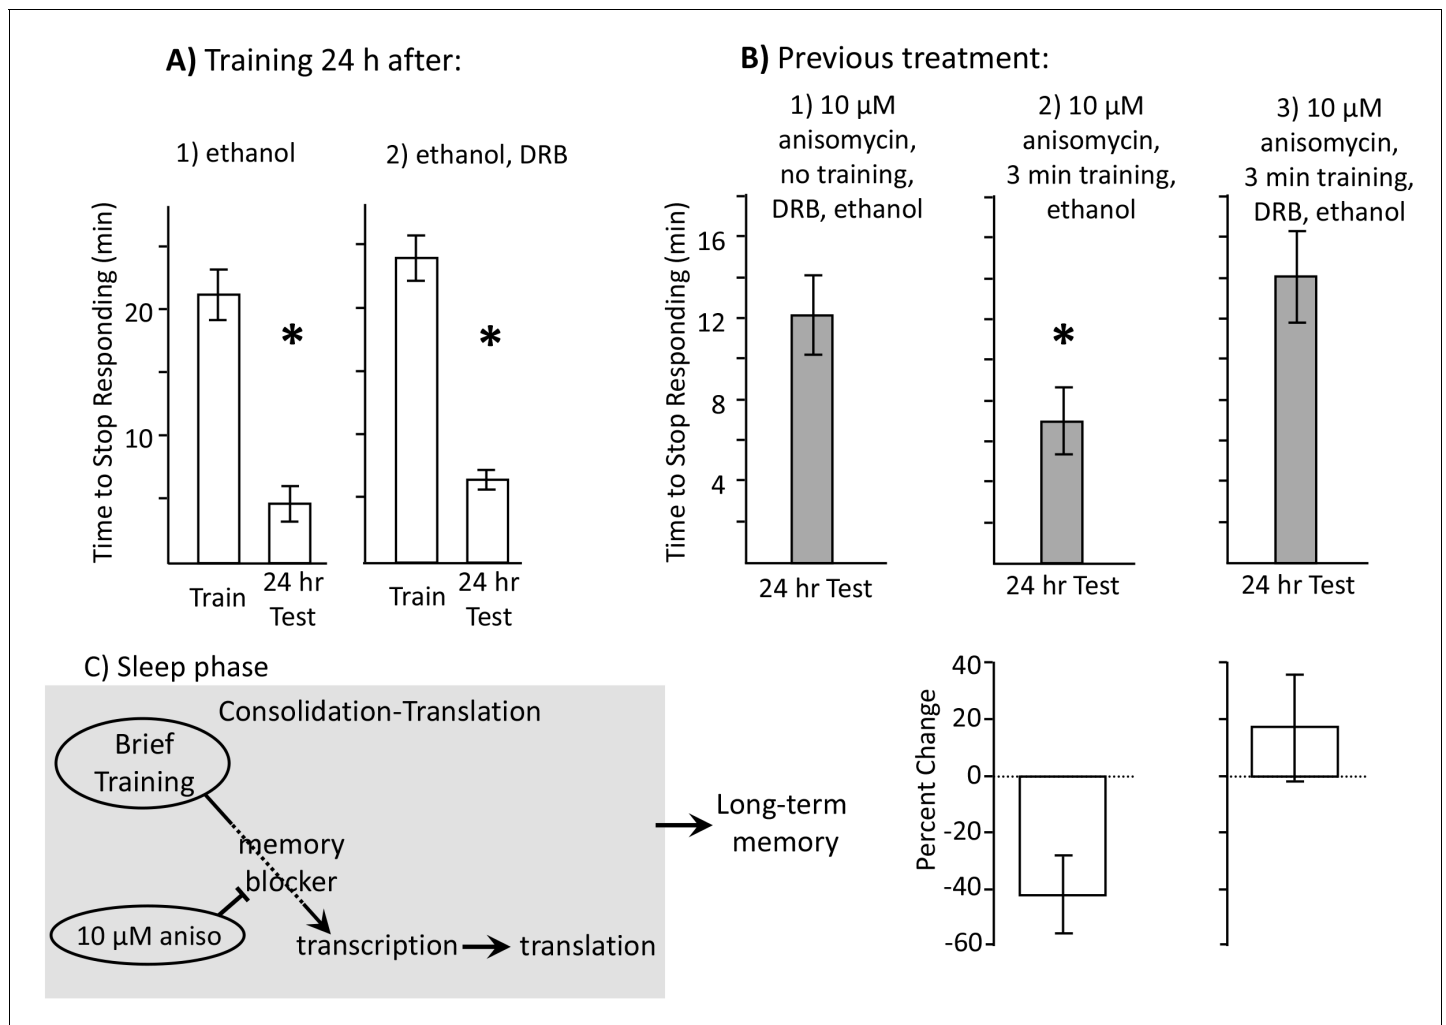 A) Training 24 h after:
1) ethanol
2) ethanol, DRB
Time to Stop Responding (min)
20
10
Train
24 hr
Test
Train
24 hr
Test
*
*
B) Previous treatment:
1) 10 µM
anisomycin,
no training,
DRB, ethanol
2) 10 µM
anisomycin,
3 min training,
ethanol
3) 10 µM
anisomycin,
3 min training,
DRB, ethanol
Time to Stop Responding (min)
16
12
8
4
*
24 hr Test
24 hr Test
24 hr Test
C) Sleep phase
Consolidation-Translation
Brief
Training
memory
blocker
10 µM aniso
transcription
translation
Long-term
memory
Percent Change
40
20
0
-20
-40
-60